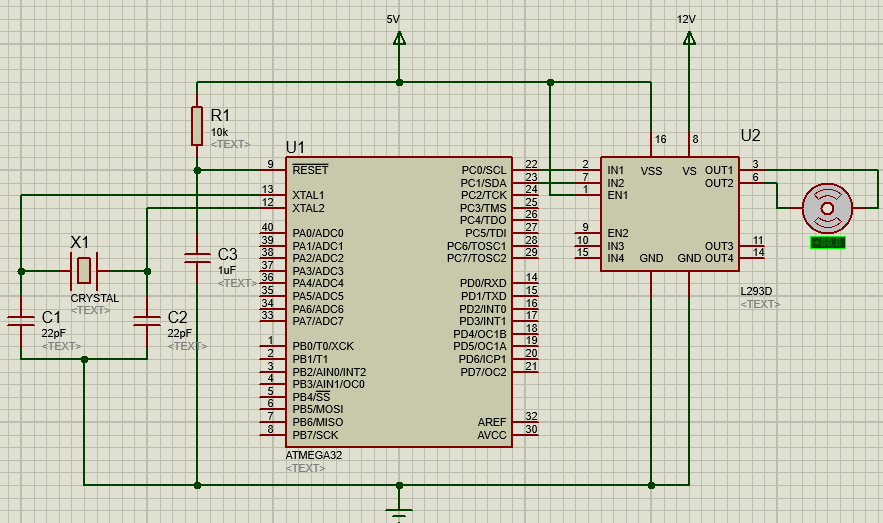 5V
12V
R1
10k
<TEXT>
U1
9
RESET
13
XTAL1
12
XTAL2
40
PA0/ADC0
39
PA1/ADC1
38
PA2/ADC2
37
PA3/ADC3
36
PA4/ADC4
35
PA5/ADC5
34
PA6/ADC6
33
PA7/ADC7
1
PB0/T0/XCK
2
PB1/T1
3
PB2/AIN0/INT2
4
PB3/AIN1/OC0
5
PB4/SS
6
PB5/MOSI
7
PB6/MISO
8
PB7/SCK
PC0/SCL
22
PC1/SDA
23
PC2/TCK
24
PC3/TMS
25
PC4/TDO
26
PC5/TDI
27
PC6/TOSC1
28
PC7/TOSC2
29
PD0/RXD
14
PD1/TXD
15
PD2/INT0
16
PD3/INT1
17
PD4/OC1B
18
PD5/OC1A
19
PD6/ICP1
20
PD7/OC2
21
AREF
32
AVCC
30
ATMEGA32
<TEXT>
X1
CRYSTAL
<TEXT>
C1
22pF
<TEXT>
C2
22pF
<TEXT>
C3
1uF
<TEXT>
U2
16
8
2
IN1
7
IN2
1
EN1
9
EN2
10
IN3
15
IN4
VSS
VS
OUT1
3
OUT2
6
OUT3
11
OUT4
14
GND
GND
L293D
<TEXT>